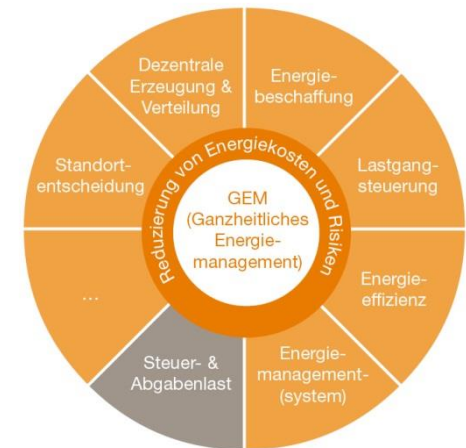 Dezentrale
Erzeugung &
Verteilung
Energie-
beschaffung
Standort-
entscheidung
Lastgang-
steuerung
Reduzierung von Energiekosten und Risiken
GEM
(Ganzheitliches
Energie-
management)
Energie-
effizienz
...
Steuer- &
Abgabenlast
Energie-
management-
(system)